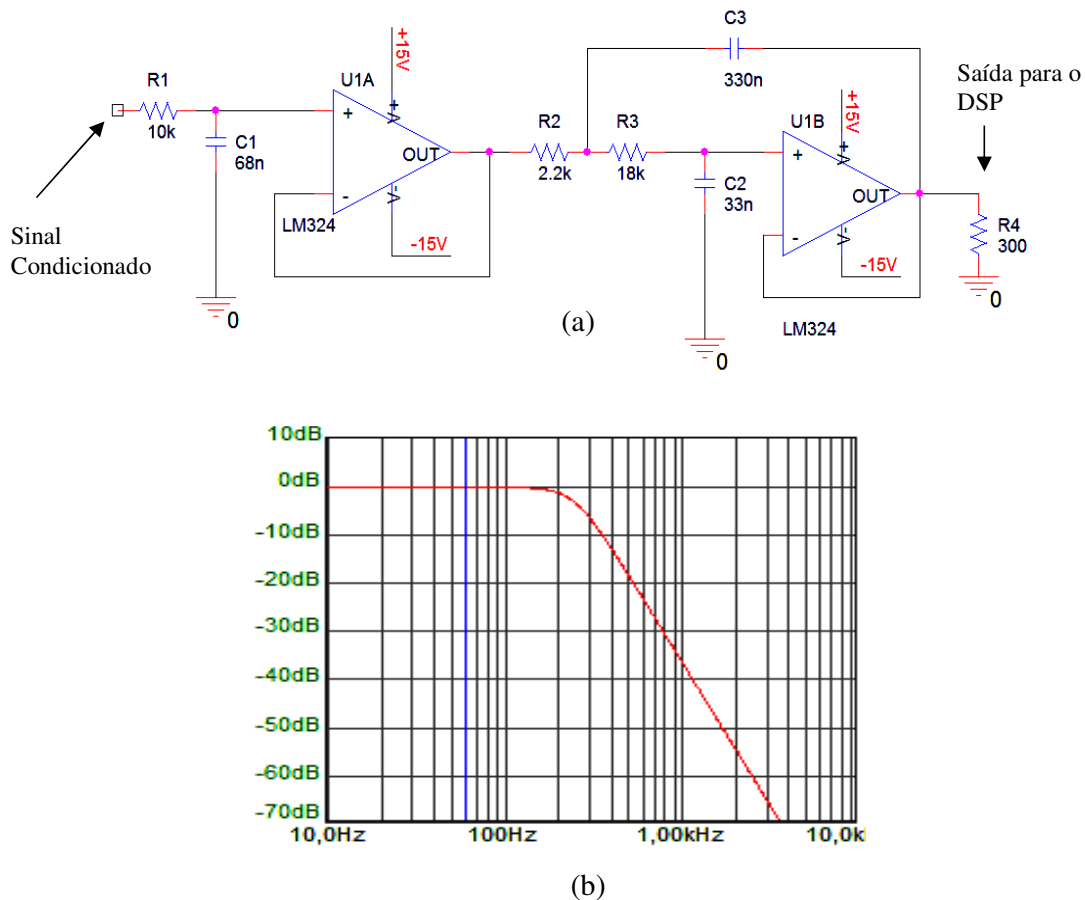 C3
330n
+15V
U1A
R1
10k
C1
68n
+
-
OUT
+V
-V
LM324
-15V
0
R2
2.2k
R3
18k
C2
33n
0
+15V
U1B
+
-
OUT
+V
-V
-15V
LM324
R4
300
0
Saída para o
DSP
Sinal
Condicionado
(a)
10dB
0dB
-10dB
-20dB
-30dB
-40dB
-50dB
-60dB
-70dB
10,0Hz 100Hz 1,00kHz 10,0k
(b)